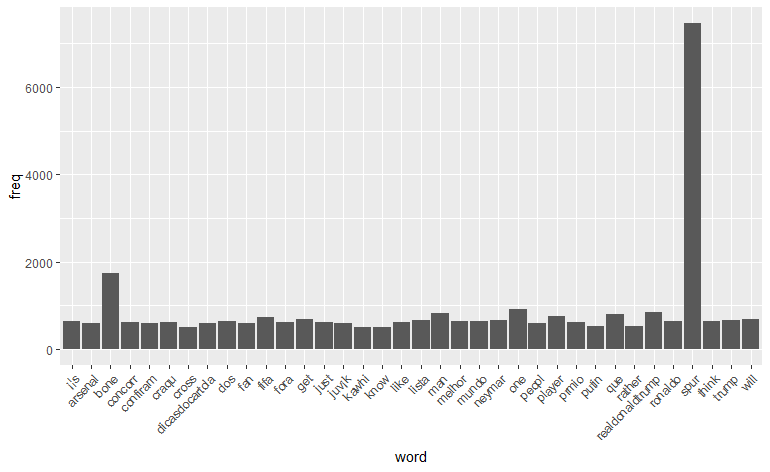 freq
6000
4000
2000
0
arsenal
bone
concorr
confiram
craqu
cross
dicasdocartola
dos
fan
fifa
fora
get
just
kawhi
know
like
lista
man
melhor
mundo
neymar
one
peopl
player
prmio
putin
que
rather
realdonaldtrump
ronaldo
spur
think
trump
will
word